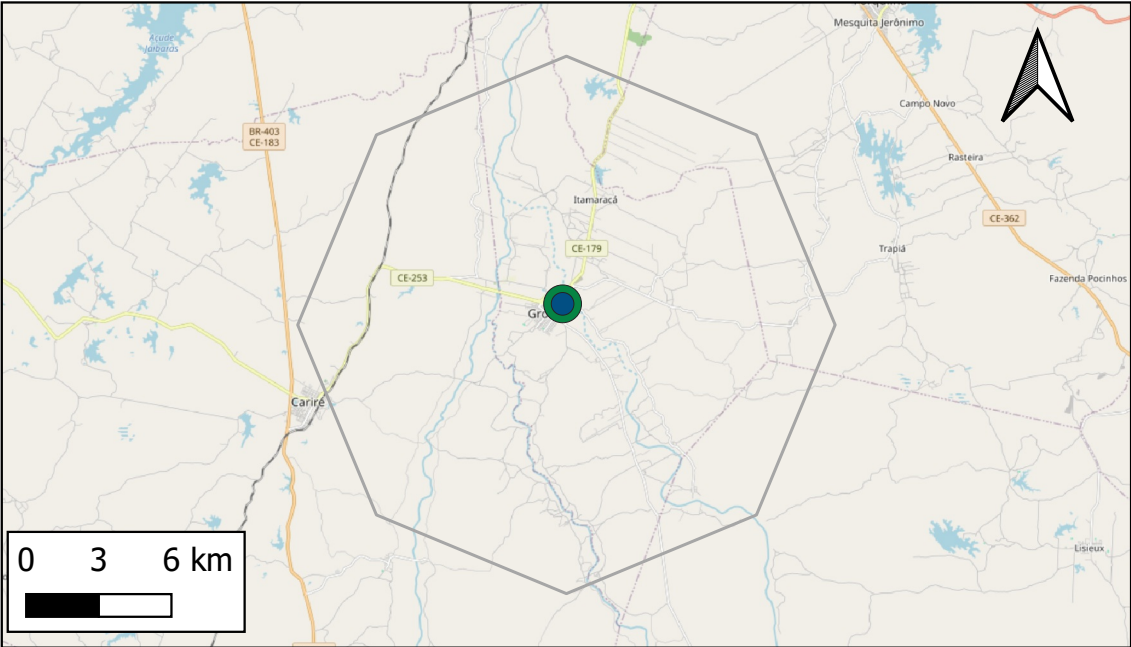 Mesquita Jerônimo
Açude
Jaibaras
Campo Novo
BR-403
CE-183
Rasteira
Itamaracá
CE-362
CE-179
Trapiá
CE-253
Fazenda Pocinhos
Gro
Cariré
Lisieux
0 3 6 km